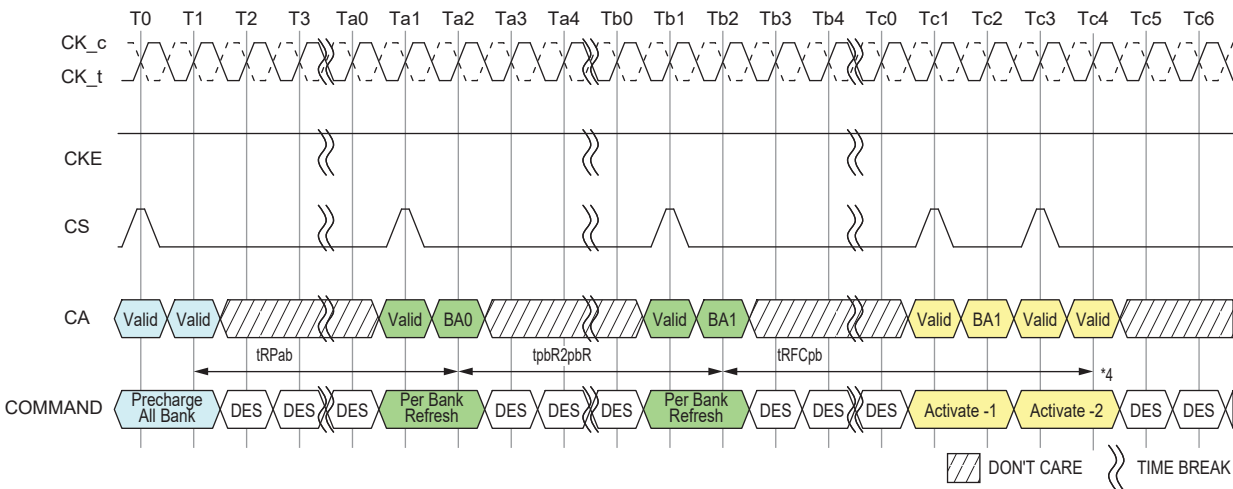 T0 T1 T2 T3 Ta0 Ta1 Ta2 Ta3 Ta4 Tb0 Tb1 Tb2 Tb3 Tb4 Tc0 Tc1 Tc2 Tc3 Tc4 Tc5 Tc6
CK_c
CK_t
CKE
CS
CA Valid Valid Valid BA0 Valid BA1 Valid BA1 Valid Valid
tRPab tpbR2pbR tRFCpb
*4
COMMAND Precharge All Bank DES DES DES Per Bank Refresh DES DES DES Per Bank Refresh DES DES DES Activate -1 Activate -2 DES DES
DON'T CARE TIME BREAK